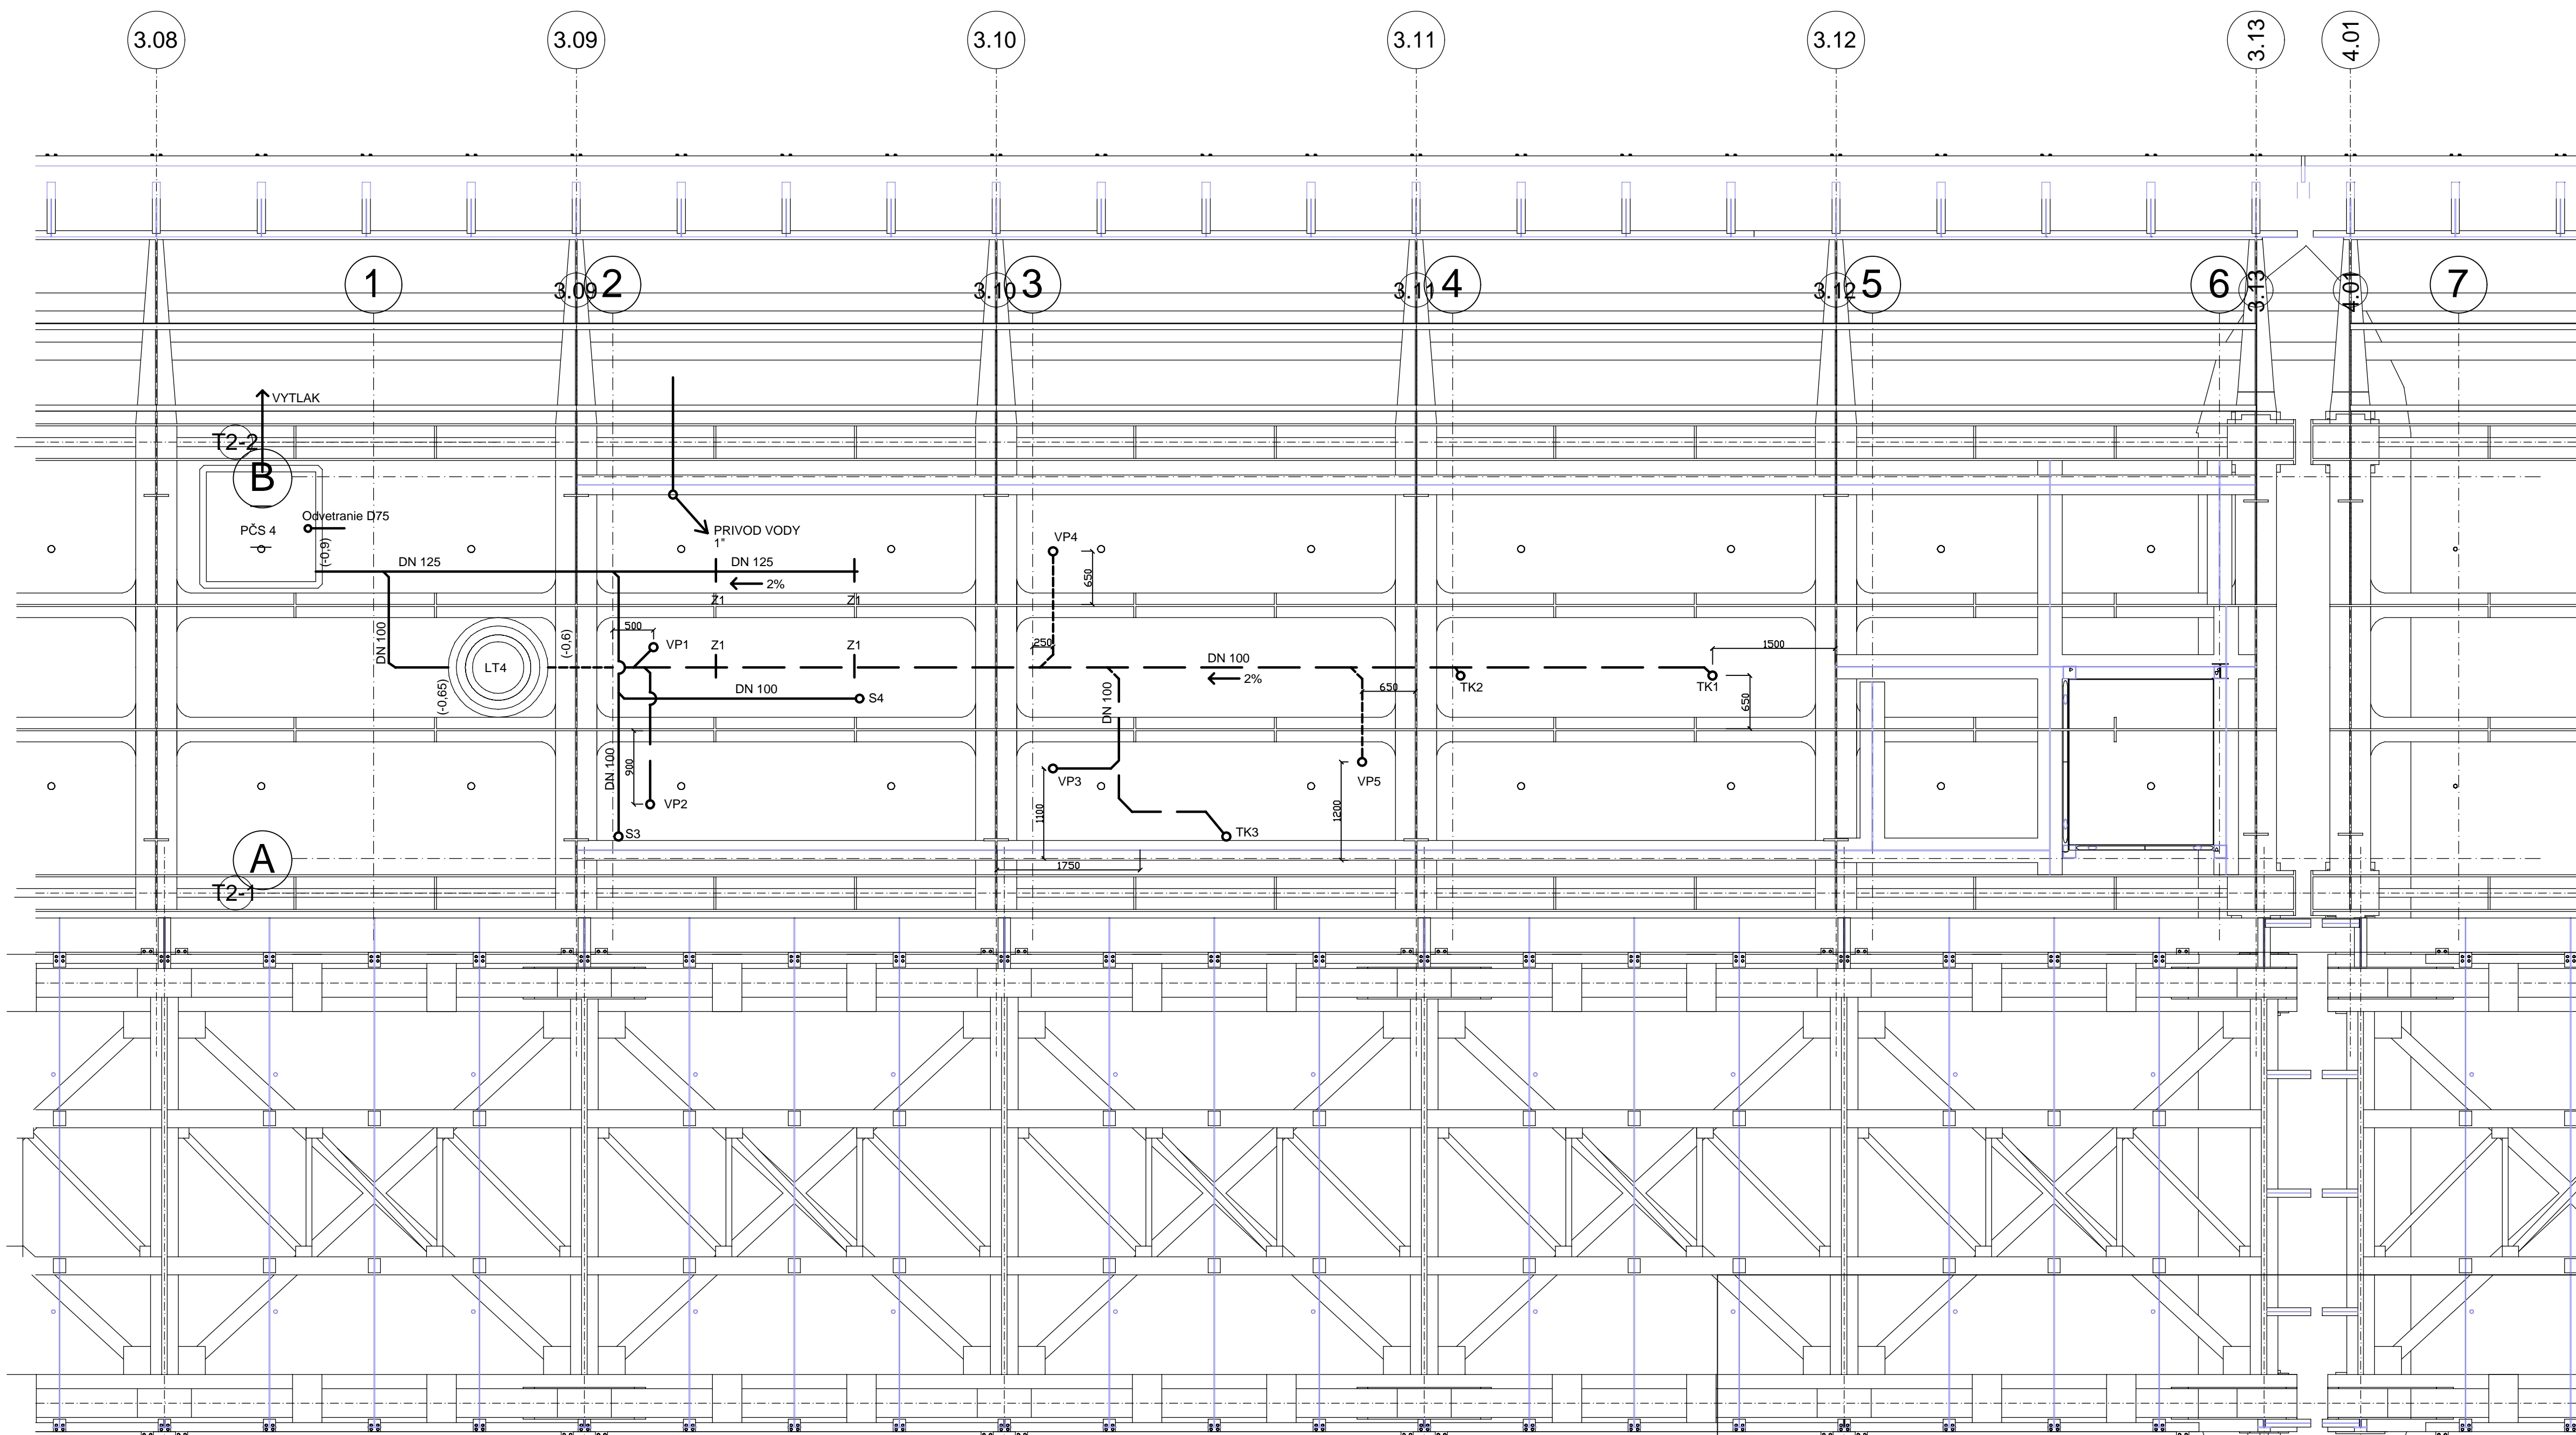 3.08
3.09
3.10
3.11
3.12
3.13
4.01
1
3.09
2
3.10
3
3.11
4
3.12
5
6
3.13
4.01
7
VYTLAK
T2-2
B
Odvetranie D75
PČS 4
(-0,9)
PRIVOD VODY
1"
VP4
DN 125
DN 125
2%
650
Z1
Z1
500
DN 100
(-0,6)
VP1
Z1
Z1
250
DN 100
1500
LT4
2%
(-0,65)
DN 100
S4
DN 100
650
TK2
TK1
650
DN 100
900
VP2
VP3
VP5
1100
1200
S3
TK3
A
1750
T2-1